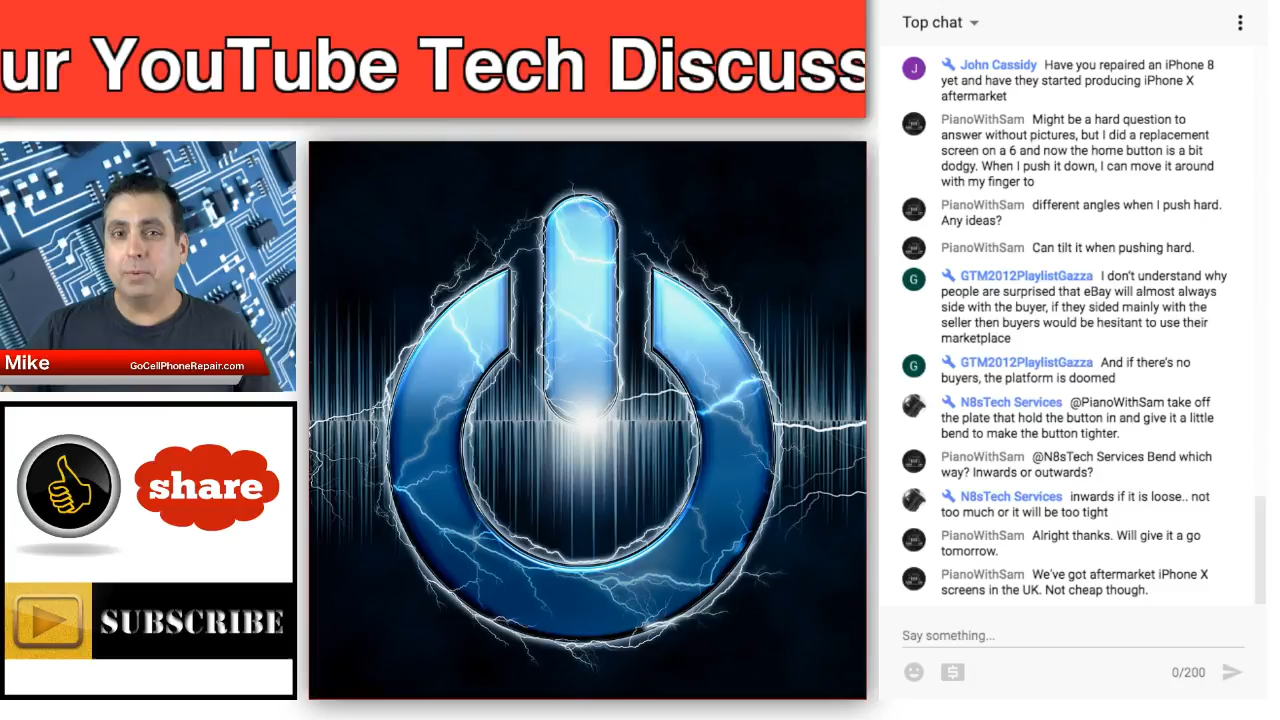 ur YouTube Tech Discuss
Mike
GoCellPhoneRepair.com
share
SUBSCRIBE
Top chat
J
John Cassidy Have you repaired an iPhone 8
yet and have they started producing iPhone X
aftermarket
PianoWithSam Might be a hard question to
answer without pictures, but I did a replacement
screen on a 6 and now the home button is a bit
dodgy. When I push it down, I can move it around
with my finger to
PianoWithSam different angles when I push hard.
Any ideas?
PianoWithSam Can tilt it when pushing hard.
G
GTM2012PlaylistGazza I don't understand why
people are surprised that eBay will almost always
side with the buyer, if they sided mainly with the
seller then buyers would be hesitant to use their
marketplace
G
GTM2012PlaylistGazza And if there's no
buyers, the platform is doomed
N8sTech Services @PianoWithSam take off
the plate that hold the button in and give it a little
bend to make the button tighter.
PianoWithSam @N8sTech Services Bend which
way? Inwards or outwards?
N8sTech Services inwards if it is loose.. not
too much or it will be too tight
PianoWithSam Alright thanks. Will give it a go
tomorrow.
PianoWithSam We've got aftermarket iPhone X
screens in the UK. Not cheap though.
Say something...
0/200